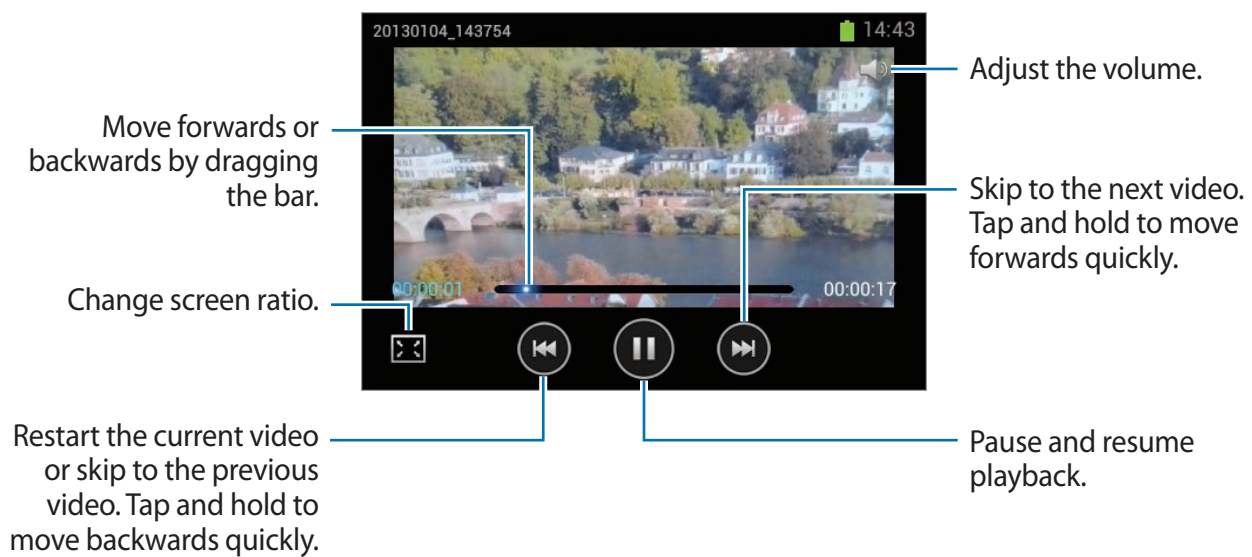 20130104_143754
14:43
Adjust the volume.
Move forwards or
backwards by dragging
the bar.
Skip to the next video.
Tap and hold to move
forwards quickly.
00:00:01
00:00:17
Change screen ratio.
Restart the current video
or skip to the previous
video. Tap and hold to
move backwards quickly.
Pause and resume
playback.